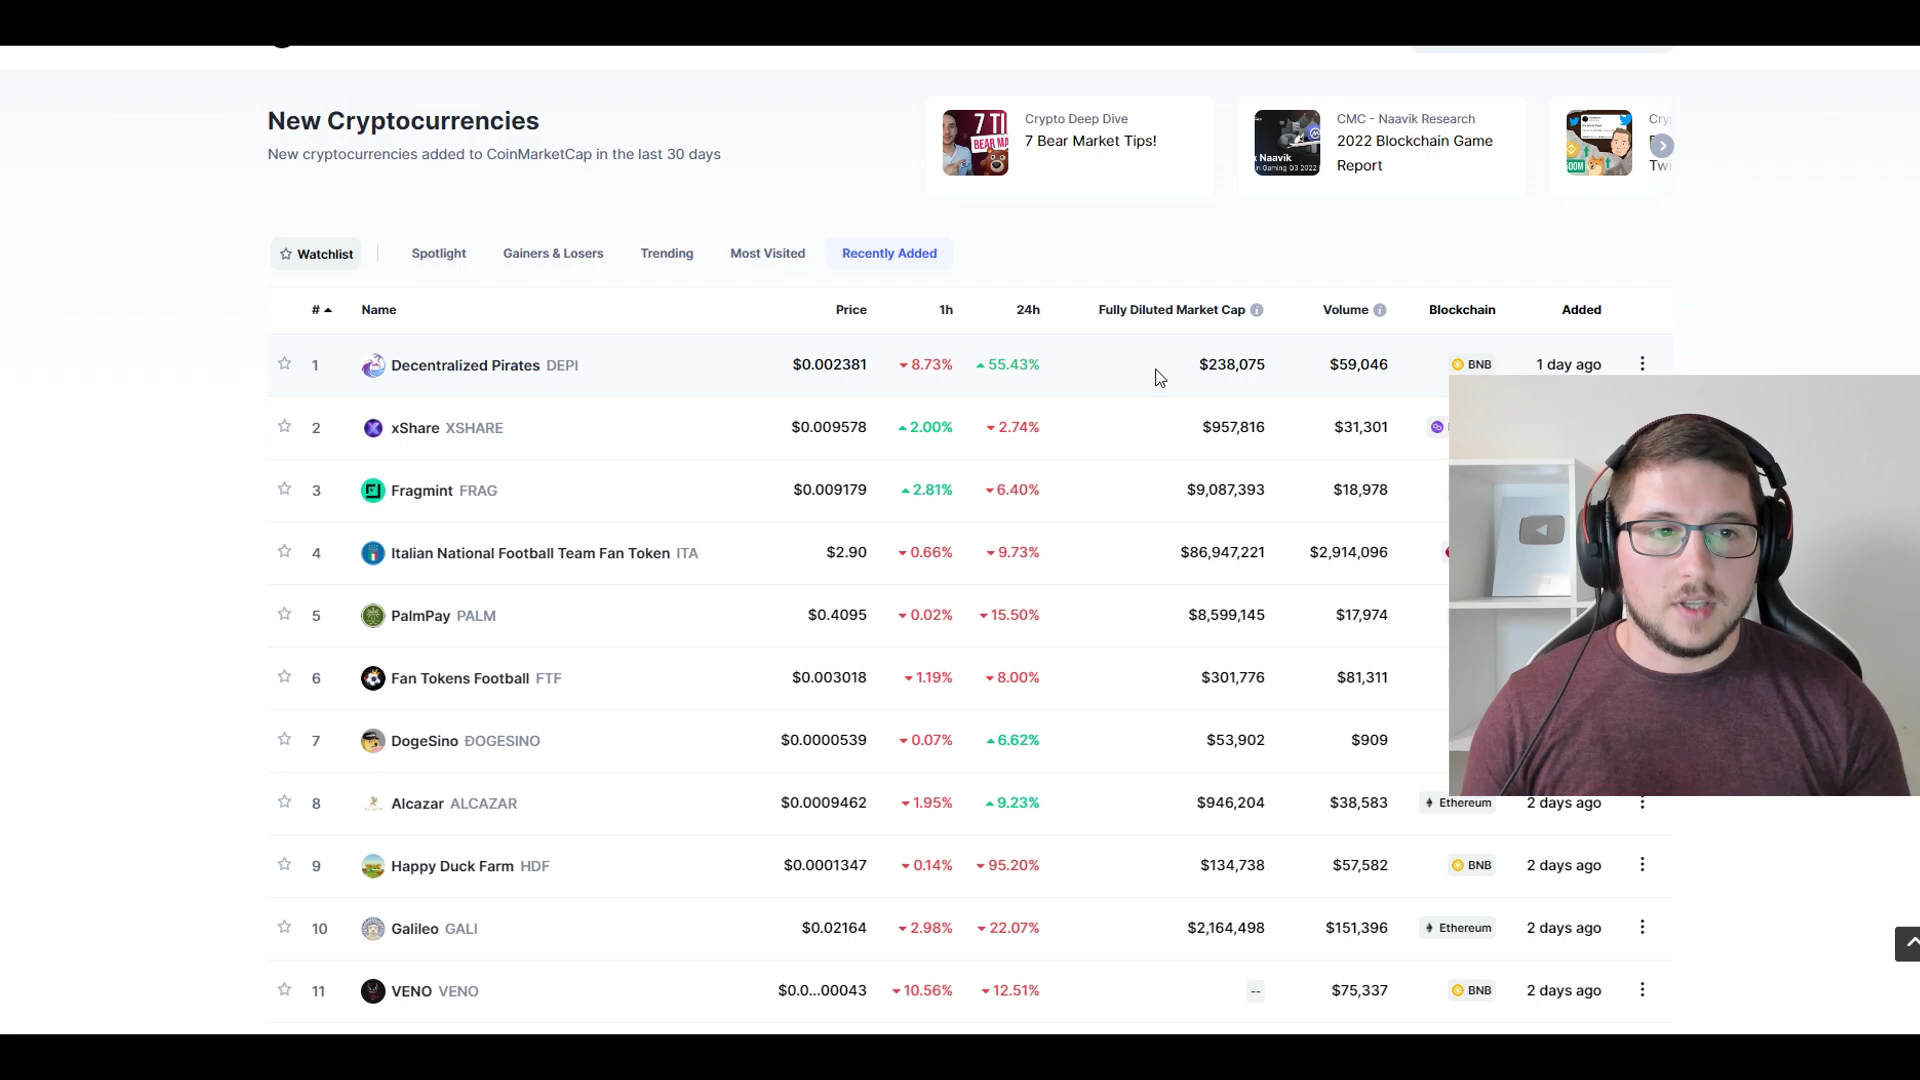 New Cryptocurrencies
New cryptocurrencies added to CoinMarketCap in the last 30 days
7 TI
BEAR MA
Crypto Deep Dive
7 Bear Market Tips!
x Naavik
CMC - Naavik Research
2022 Blockchain Game
Report
Cry
Twi
Watchlist Spotlight Gainers & Losers Trending Most Visited Recently Added
# Name Price 1h 24h Fully Diluted Market Cap Volume Blockchain Added
1 Decentralized Pirates DEPI $0.002381 8.73% 55.43% $238,075 $59,046 BNB 1 day ago
2 xShare XSHARE $0.009578 2.00% 2.74% $957,816 $31,301
3 Fragmint FRAG $0.009179 2.81% 6.40% $9,087,393 $18,978
4 Italian National Football Team Fan Token ITA $2.90 0.66% 9.73% $86,947,221 $2,914,096
5 PalmPay PALM $0.4095 0.02% 15.50% $8,599,145 $17,974
6 Fan Tokens Football FTF $0.003018 1.19% 8.00% $301,776 $81,311
7 DogeSino ĐOGESINO $0.0000539 0.07% 6.62% $53,902 $909
8 Alcazar ALCAZAR $0.0009462 1.95% 9.23% $946,204 $38,583 Ethereum 2 days ago
9 Happy Duck Farm HDF $0.0001347 0.14% 95.20% $134,738 $57,582 BNB 2 days ago
10 Galileo GALI $0.02164 2.98% 22.07% $2,164,498 $151,396 Ethereum 2 days ago
11 VENO VENO $0.0...00043 10.56% 12.51% -- $75,337 BNB 2 days ago